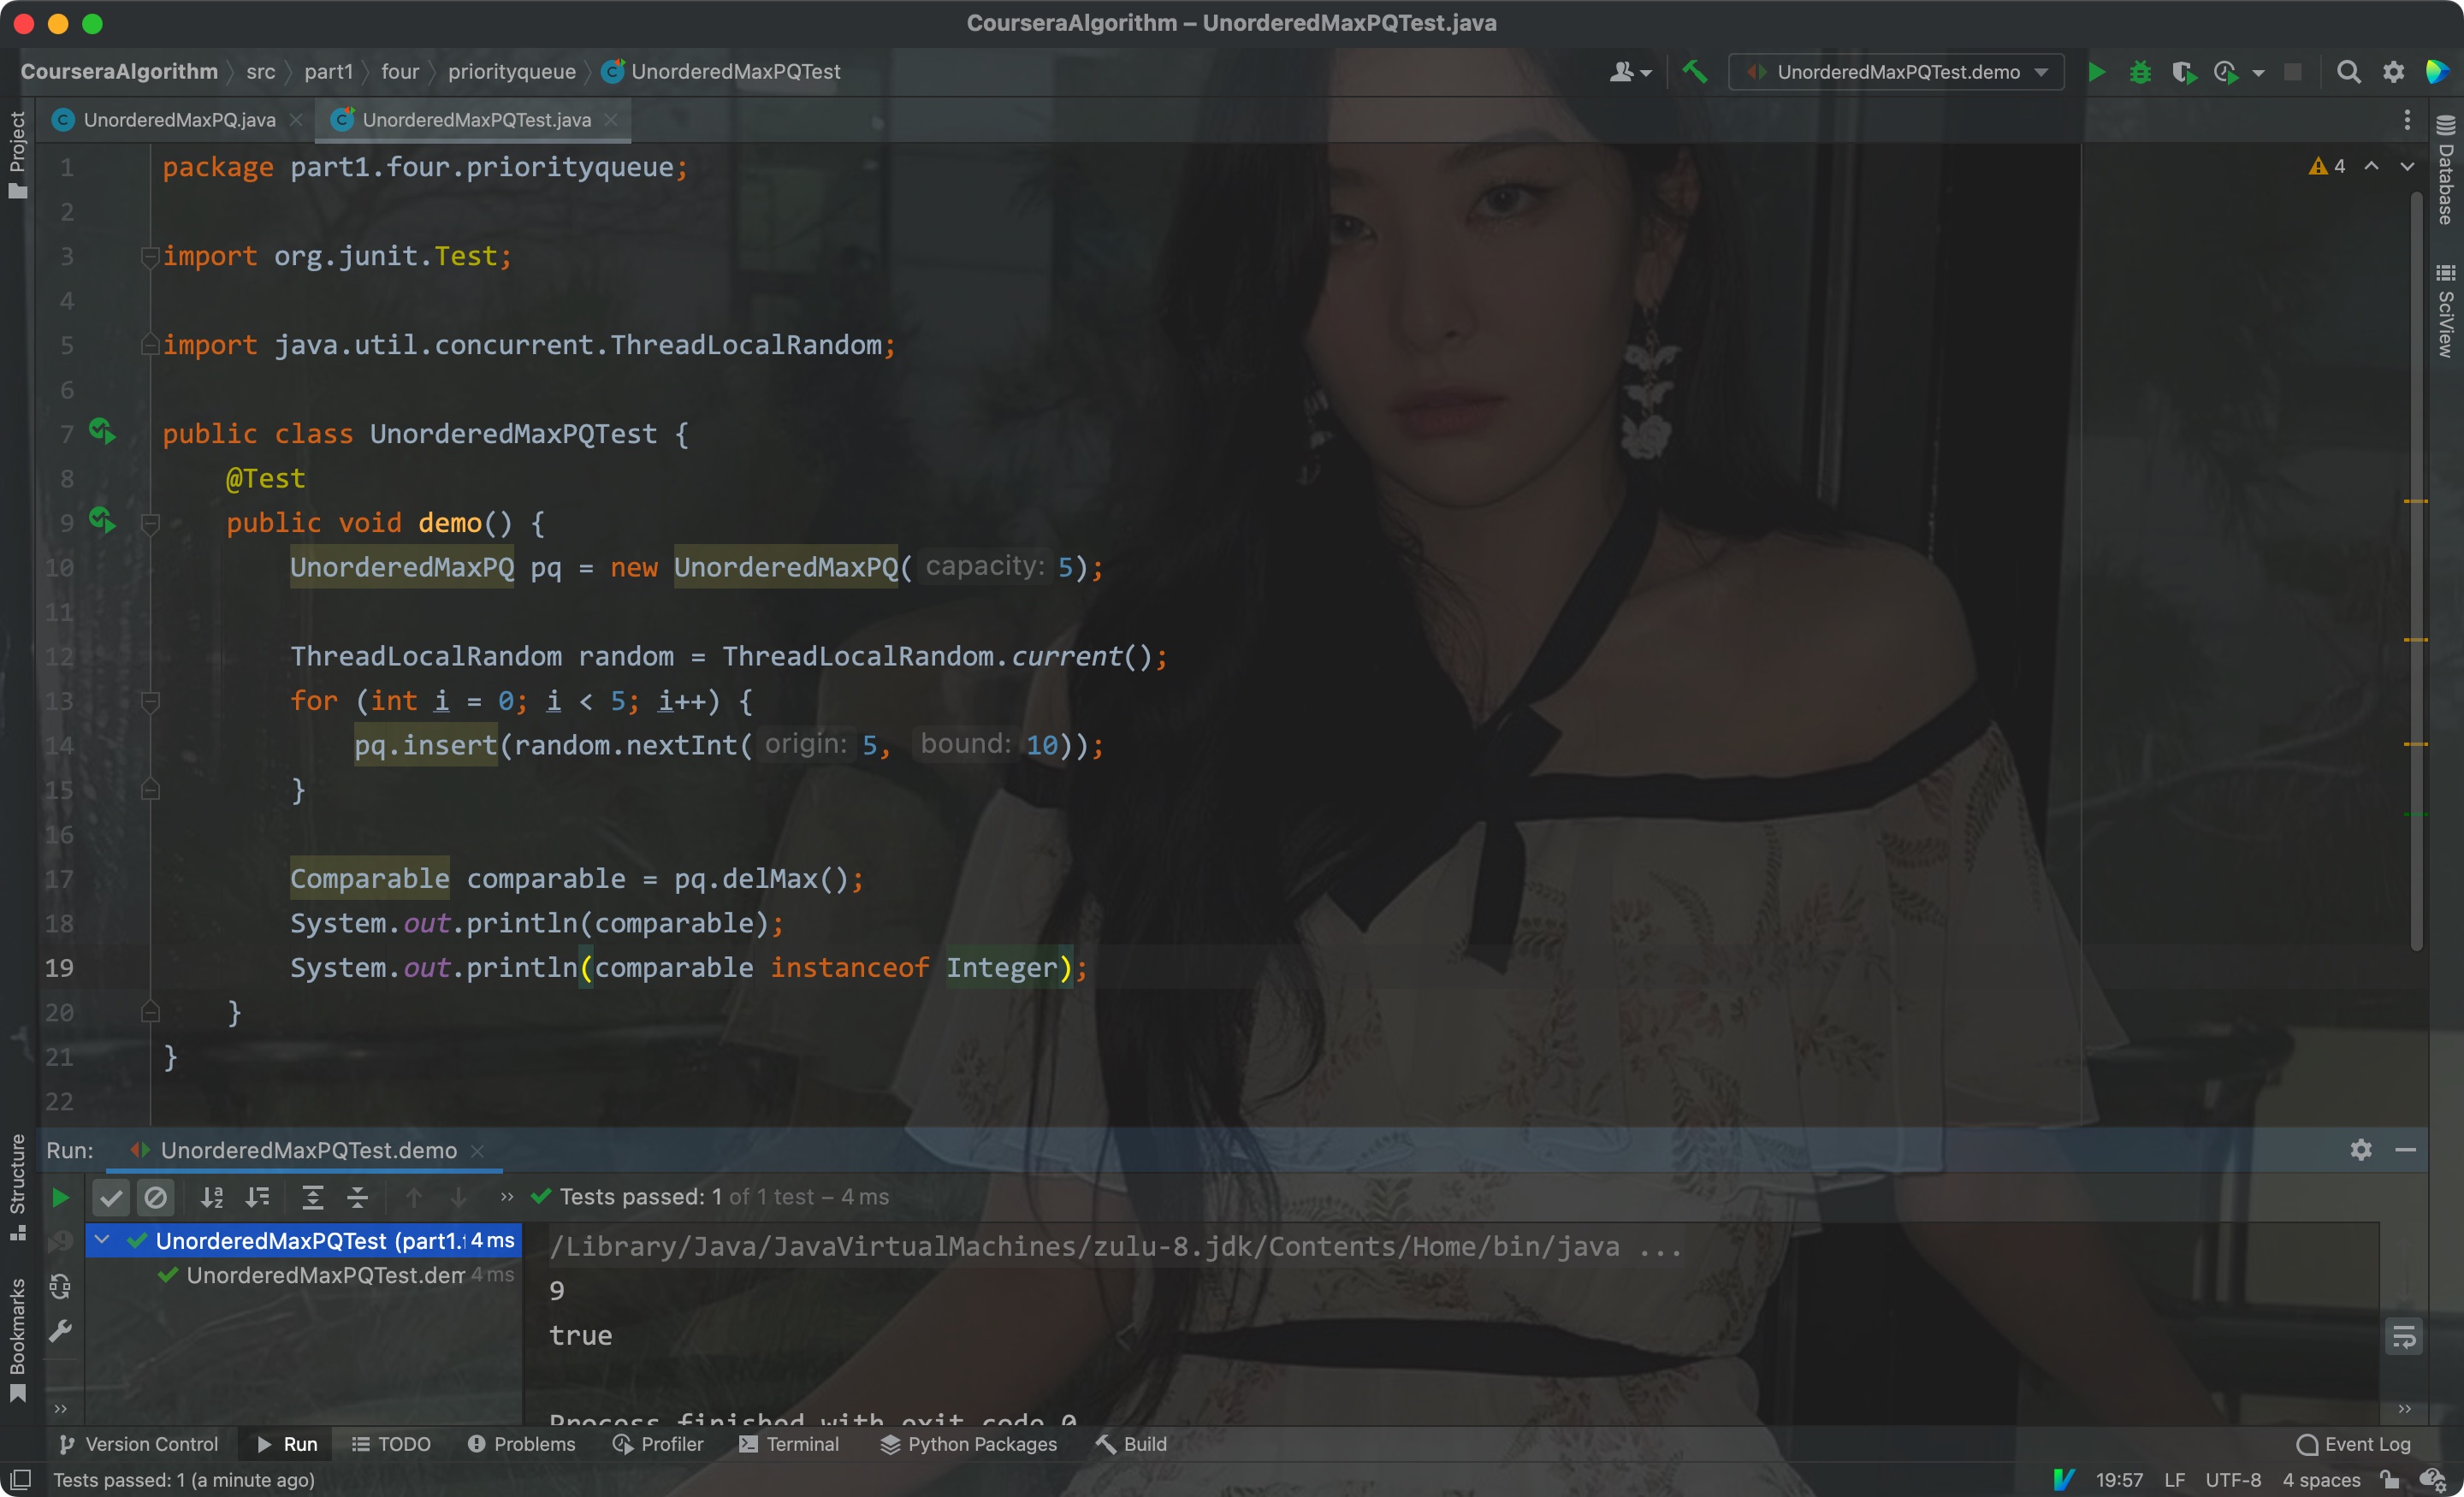 CourseraAlgorithm – UnorderedMaxPQTest.java
CourseraAlgorithm src part1 four priorityqueue UnorderedMaxPQTest
UnorderedMaxPQTest.demo
Project
UnorderedMaxPQ.java UnorderedMaxPQTest.java
Database
SciView
4
1 package part1.four.priorityqueue;
2
3 import org.junit.Test;
4
5 import java.util.concurrent.ThreadLocalRandom;
6
7 public class UnorderedMaxPQTest {
8 @Test
9 public void demo() {
10 UnorderedMaxPQ pq = new UnorderedMaxPQ( capacity: 5);
11
12 ThreadLocalRandom random = ThreadLocalRandom.current();
13 for (int i = 0; i < 5; i++) {
14 pq.insert(random.nextInt( origin: 5, bound: 10));
15 }
16
17 Comparable comparable = pq.delMax();
18 System.out.println(comparable);
19 System.out.println(comparable instanceof Integer);
20 }
21 }
22
Structure
Bookmarks
Run: UnorderedMaxPQTest.demo
Tests passed: 1 of 1 test – 4 ms
UnorderedMaxPQTest (part1. 4 ms
UnorderedMaxPQTest.dem 4 ms
/Library/Java/JavaVirtualMachines/zulu-8.jdk/Contents/Home/bin/java ...
9
true
Process finished with exit code 0
Version Control Run TODO Problems Profiler Terminal Python Packages Build Event Log
Tests passed: 1 (a minute ago) 19:57 LF UTF-8 4 spaces